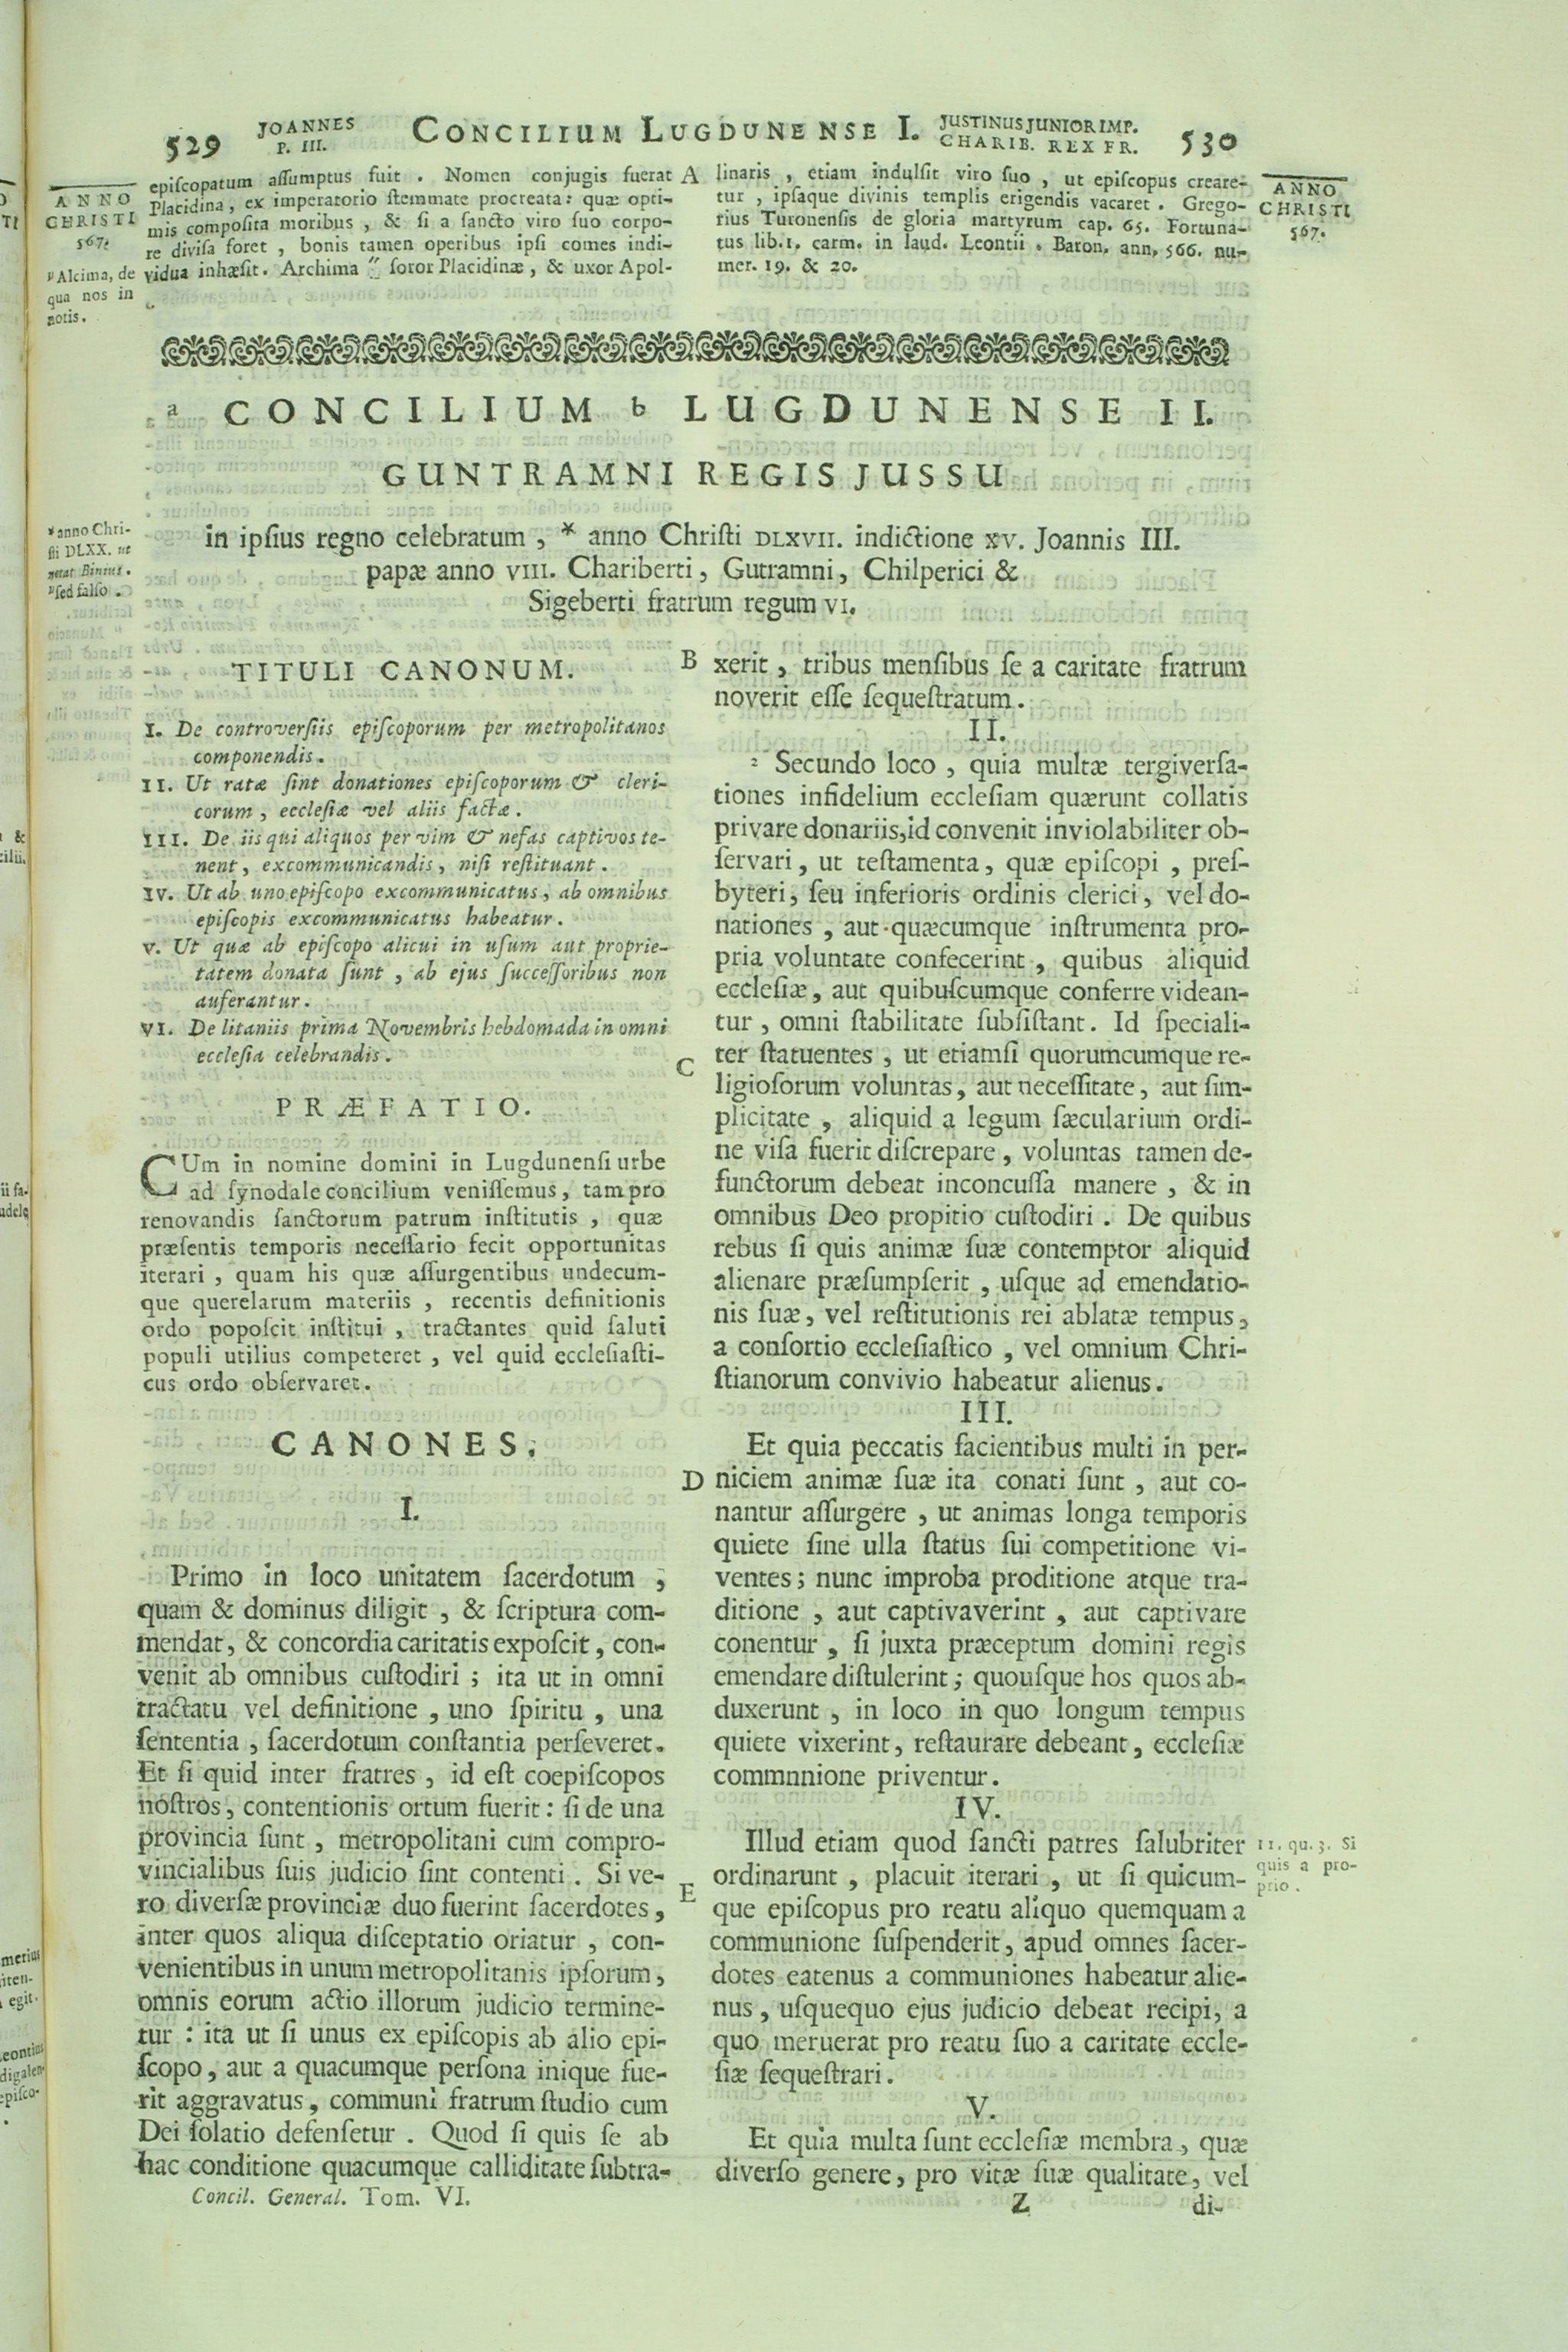 529
JOANNES
P. III.
CONCILIUM LUGDUNENSE I.
JUSTINUS JUNIOR IMP.
CHARIB. REX FR.
530
ANNO
CHRISTI
567.
ᵛ Alcima, de
qua nos in
notis.
episcopatum aſſumptus fuit . Nomen conjugis fuerat
Placidina, ex imperatorio ſtemmate procreata: quæ opti-
mis compoſita moribus , & ſi a ſancto viro ſuo corpo-
re diviſa foret , bonis tamen operibus ipſi comes indi-
vidua inhæſit. Archima ″ ſoror Placidinæ, & uxor Apol-
A
linaris , etiam indulſit viro ſuo , ut epiſcopus creare-
tur , ipſaque divinis templis erigendis vacaret . Grego-
rius Turonenſis de gloria martyrum cap. 65. Fortuna-
tus lib.1. carm. in laud. Leontii . Baron. ann. 566. nu-
mer. 19. & 20.
ANNO
CHRISTI
567.
a CONCILIUM b LUGDUNENSE II.
GUNTRAMNI REGIS JUSSU
in ipſius regno celebratum , * anno Chriſti DLXVII. indictione XV. Joannis III.
papæ anno VIII. Chariberti, Gutramni, Chilperici &
Sigeberti fratrum regum VI.
* anno Chri-
ſti DLXX. ut
notat Binius.
ᵛ ſed falſo .
TITULI CANONUM.
I. De controverſiis epiſcoporum per metropolitanos
componendis.
II. Ut ratæ ſint donationes epiſcoporum & cleri-
corum, eccleſiæ vel aliis factæ.
III. De iis qui aliquos per vim & nefas captivos te-
nent, excommunicandis, niſi reſtituant.
IV. Ut ab uno epiſcopo excommunicatus, ab omnibus
epiſcopis excommunicatus habeatur.
V. Ut quæ ab epiſcopo alicui in uſum aut proprie-
tatem donata ſunt , ab ejus ſucceſſoribus non
auferantur.
VI. De litaniis prima Novembris hebdomada in omni
eccleſia celebrandis.
PRÆFATIO.
CUm in nomine domini in Lugdunenſi urbe
ad ſynodale concilium veniſſemus, tam pro
renovandis ſanctorum patrum inſtitutis , quæ
præſentis temporis neceſſario fecit opportunitas
iterari , quam his quæ aſſurgentibus undecum-
que querelarum materiis , recentis definitionis
ordo popoſcit inſtitui , tractantes quid ſaluti
populi utilius competeret , vel quid eccleſiaſti-
cus ordo obſervaret.
CANONES.
I.
Primo in loco unitatem ſacerdotum ,
quam & dominus diligit , & ſcriptura com-
mendat, & concordia caritatis expoſcit, con-
venit ab omnibus cuſtodiri ; ita ut in omni
tractatu vel definitione , uno ſpiritu , una
ſententia , ſacerdotum conſtantia perſeveret.
Et ſi quid inter fratres , id eſt coepiſcopos
noſtros, contentionis ortum fuerit: ſi de una
provincia ſunt , metropolitani cum compro-
vincialibus ſuis judicio ſint contenti . Si ve-
ro diverſæ provinciæ duo fuerint ſacerdotes,
inter quos aliqua diſceptatio oriatur , con-
venientibus in unum metropolitanis ipſorum,
omnis eorum actio illorum judicio termine-
tur : ita ut ſi unus ex epiſcopis ab alio epi-
ſcopo, aut a quacumque perſona inique fue-
rit aggravatus, communi fratrum ſtudio cum
Dei ſolatio defenſetur . Quod ſi quis ſe ab
hac conditione quacumque calliditate ſubtra-
Concil. General. Tom. VI.
B
C
D
E
xerit , tribus menſibus ſe a caritate fratrum
noverit eſſe ſequeſtratum.
II.
² Secundo loco , quia multæ tergiverſa-
tiones infidelium eccleſiam quærunt collatis
privare donariis, id convenit inviolabiliter ob-
ſervari, ut teſtamenta, quæ epiſcopi , preſ-
byteri, ſeu inferioris ordinis clerici, vel do-
nationes , aut quæcumque inſtrumenta pro-
pria voluntate confecerint , quibus aliquid
eccleſiæ, aut quibuſcumque conferre videan-
tur , omni ſtabilitate ſubſiſtant. Id ſpeciali-
ter ſtatuentes , ut etiamſi quorumcumque re-
ligioſorum voluntas, aut neceſſitate, aut ſim-
plicitate , aliquid a legum ſæcularium ordi-
ne viſa fuerit diſcrepare, voluntas tamen de-
functorum debeat inconcuſſa manere , & in
omnibus Deo propitio cuſtodiri . De quibus
rebus ſi quis animæ ſuæ contemptor aliquid
alienare præſumpſerit , uſque ad emendatio-
nis ſuæ, vel reſtitutionis rei ablatæ tempus,
a conſortio eccleſiaſtico , vel omnium Chri-
ſtianorum convivio habeatur alienus.
III.
Et quia peccatis facientibus multi in per-
niciem animæ ſuæ ita conati ſunt , aut co-
nantur aſſurgere , ut animas longa temporis
quiete ſine ulla ſtatus ſui competitione vi-
ventes; nunc improba proditione atque tra-
ditione , aut captivaverint , aut captivare
conentur , ſi juxta præceptum domini regis
emendare diſtulerint; quouſque hos quos ab-
duxerunt , in loco in quo longum tempus
quiete vixerint, reſtaurare debeant, eccleſiæ
commnnione priventur.
IV.
Illud etiam quod ſancti patres ſalubriter
ordinarunt , placuit iterari , ut ſi quicum-
que epiſcopus pro reatu aliquo quemquam a
communione ſuſpenderit, apud omnes ſacer-
dotes eatenus a communiones habeatur alie-
nus , uſquequo ejus judicio debeat recipi, a
quo meruerat pro reatu ſuo a caritate eccle-
ſiæ ſequeſtrari.
11. qu. 3. Si
quis a pro-
prio.
V.
Et quia multa ſunt eccleſiæ membra, quæ
diverſo genere, pro vitæ ſuæ qualitate, vel
Z
di-